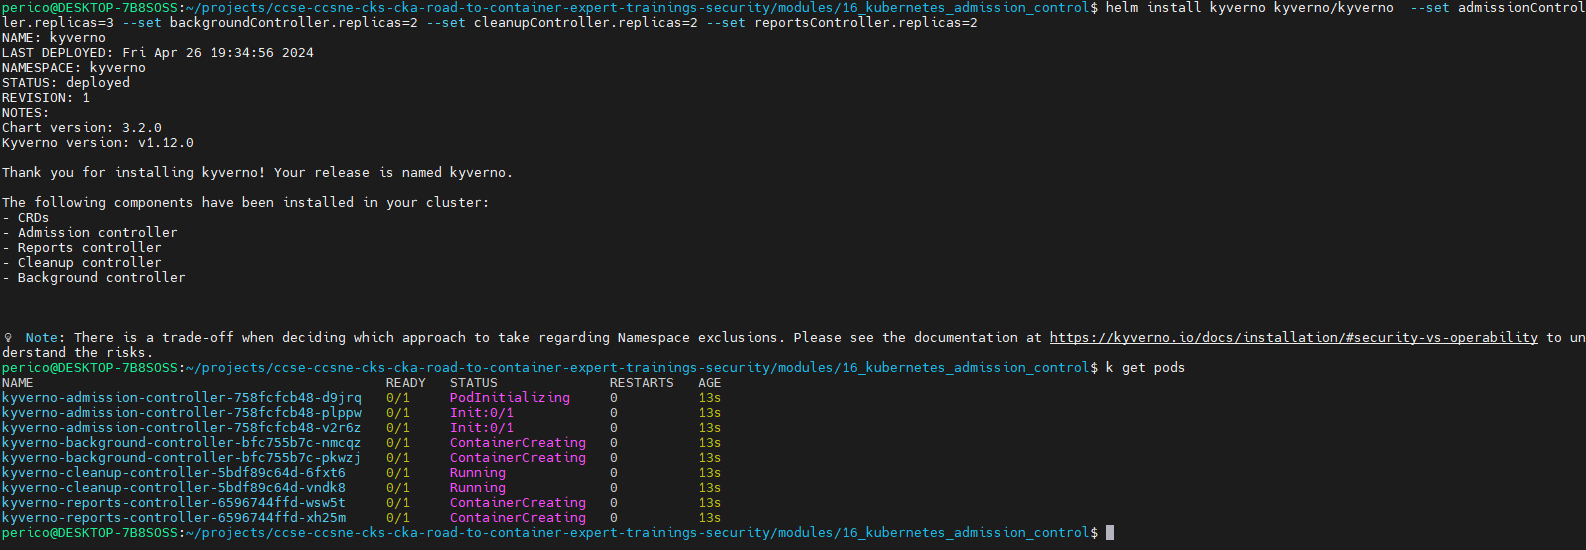 perico@DESKTOP-7B8SOSS:~/projects/ccse-ccsne-cks-cka-road-to-container-expert-trainings-security/modules/16_kubernetes_admission_control$ helm install kyverno kyverno/kyverno  --set admissionControl
ler.replicas=3 --set backgroundController.replicas=2 --set cleanupController.replicas=2 --set reportsController.replicas=2
NAME: kyverno
LAST DEPLOYED: Fri Apr 26 19:34:56 2024
NAMESPACE: kyverno
STATUS: deployed
REVISION: 1
NOTES:
Chart version: 3.2.0
Kyverno version: v1.12.0
Thank you for installing kyverno! Your release is named kyverno.
The following components have been installed in your cluster:
- CRDs
- Admission controller
- Reports controller
- Cleanup controller
- Background controller
💡 Note: There is a trade-off when deciding which approach to take regarding Namespace exclusions. Please see the documentation at https://kyverno.io/docs/installation/#security-vs-operability to un
derstand the risks.
perico@DESKTOP-7B8SOSS:~/projects/ccse-ccsne-cks-cka-road-to-container-expert-trainings-security/modules/16_kubernetes_admission_control$ k get pods
NAME                                             READY   STATUS              RESTARTS   AGE
kyverno-admission-controller-758fcfcb48-d9jrq   0/1     PodInitializing     0          13s
kyverno-admission-controller-758fcfcb48-plppw   0/1     Init:0/1            0          13s
kyverno-admission-controller-758fcfcb48-v2r6z   0/1     Init:0/1            0          13s
kyverno-background-controller-bfc755b7c-nmcqz   0/1     ContainerCreating   0          13s
kyverno-background-controller-bfc755b7c-pkwzj   0/1     ContainerCreating   0          13s
kyverno-cleanup-controller-5bdf89c64d-6fxt6     0/1     Running             0          13s
kyverno-cleanup-controller-5bdf89c64d-vndk8     0/1     Running             0          13s
kyverno-reports-controller-6596744ffd-wsw5t     0/1     ContainerCreating   0          13s
kyverno-reports-controller-6596744ffd-xh25m     0/1     ContainerCreating   0          13s
perico@DESKTOP-7B8SOSS:~/projects/ccse-ccsne-cks-cka-road-to-container-expert-trainings-security/modules/16_kubernetes_admission_control$